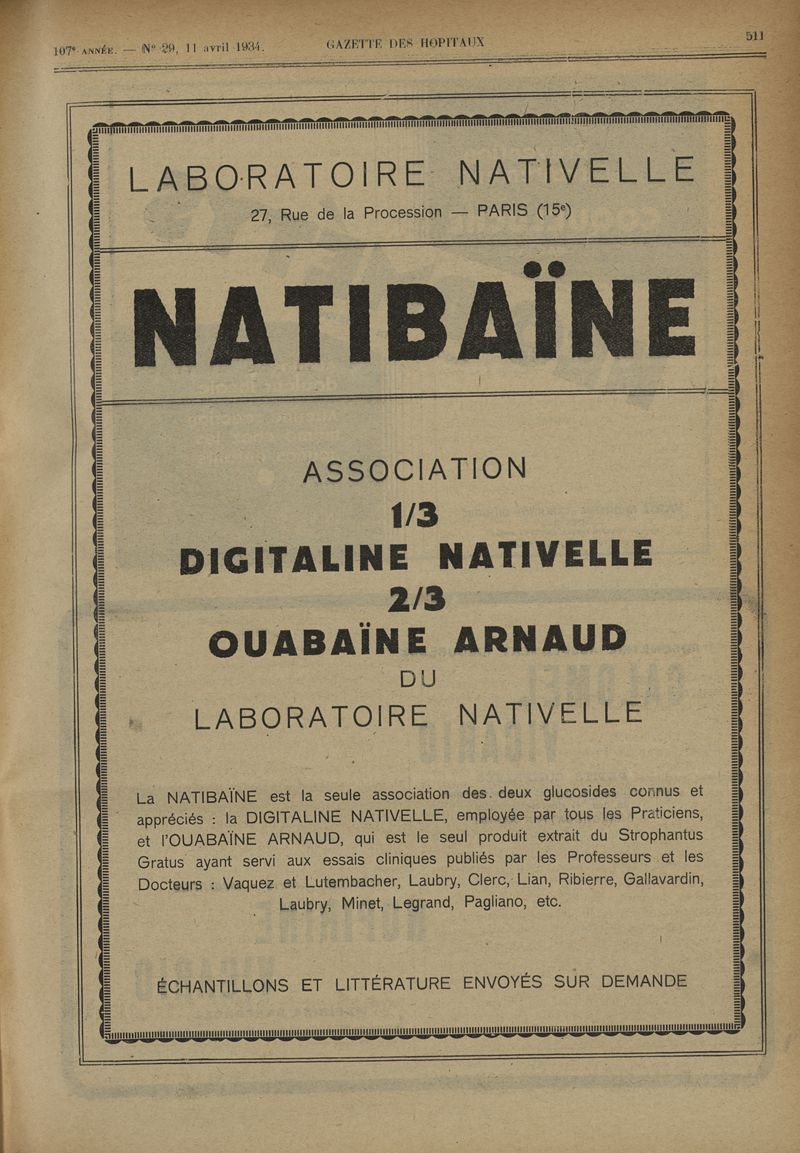 107e ANNÉE. — No 29, 11 avril 1934.
GAZETTE DES HOPITAUX
511
LABORATOIRE NATIVELLE
27, Rue de la Procession — PARIS (15e)
NATIBAÏNE
ASSOCIATION
1/3
DIGITALINE NATIVELLE
2/3
OUABAÏNE ARNAUD
DU
LABORATOIRE NATIVELLE
La NATIBAÏNE est la seule association des deux glucosides connus et
appréciés : la DIGITALINE NATIVELLE, employée par tous les Praticiens,
et l'OUABAÏNE ARNAUD, qui est le seul produit extrait du Strophantus
Gratus ayant servi aux essais cliniques publiés par les Professeurs et les
Docteurs : Vaquez et Lutembacher, Laubry, Clerc, Lian, Ribierre, Gallavardin,
Laubry, Minet, Legrand, Pagliano, etc.
ÉCHANTILLONS ET LITTÉRATURE ENVOYÉS SUR DEMANDE